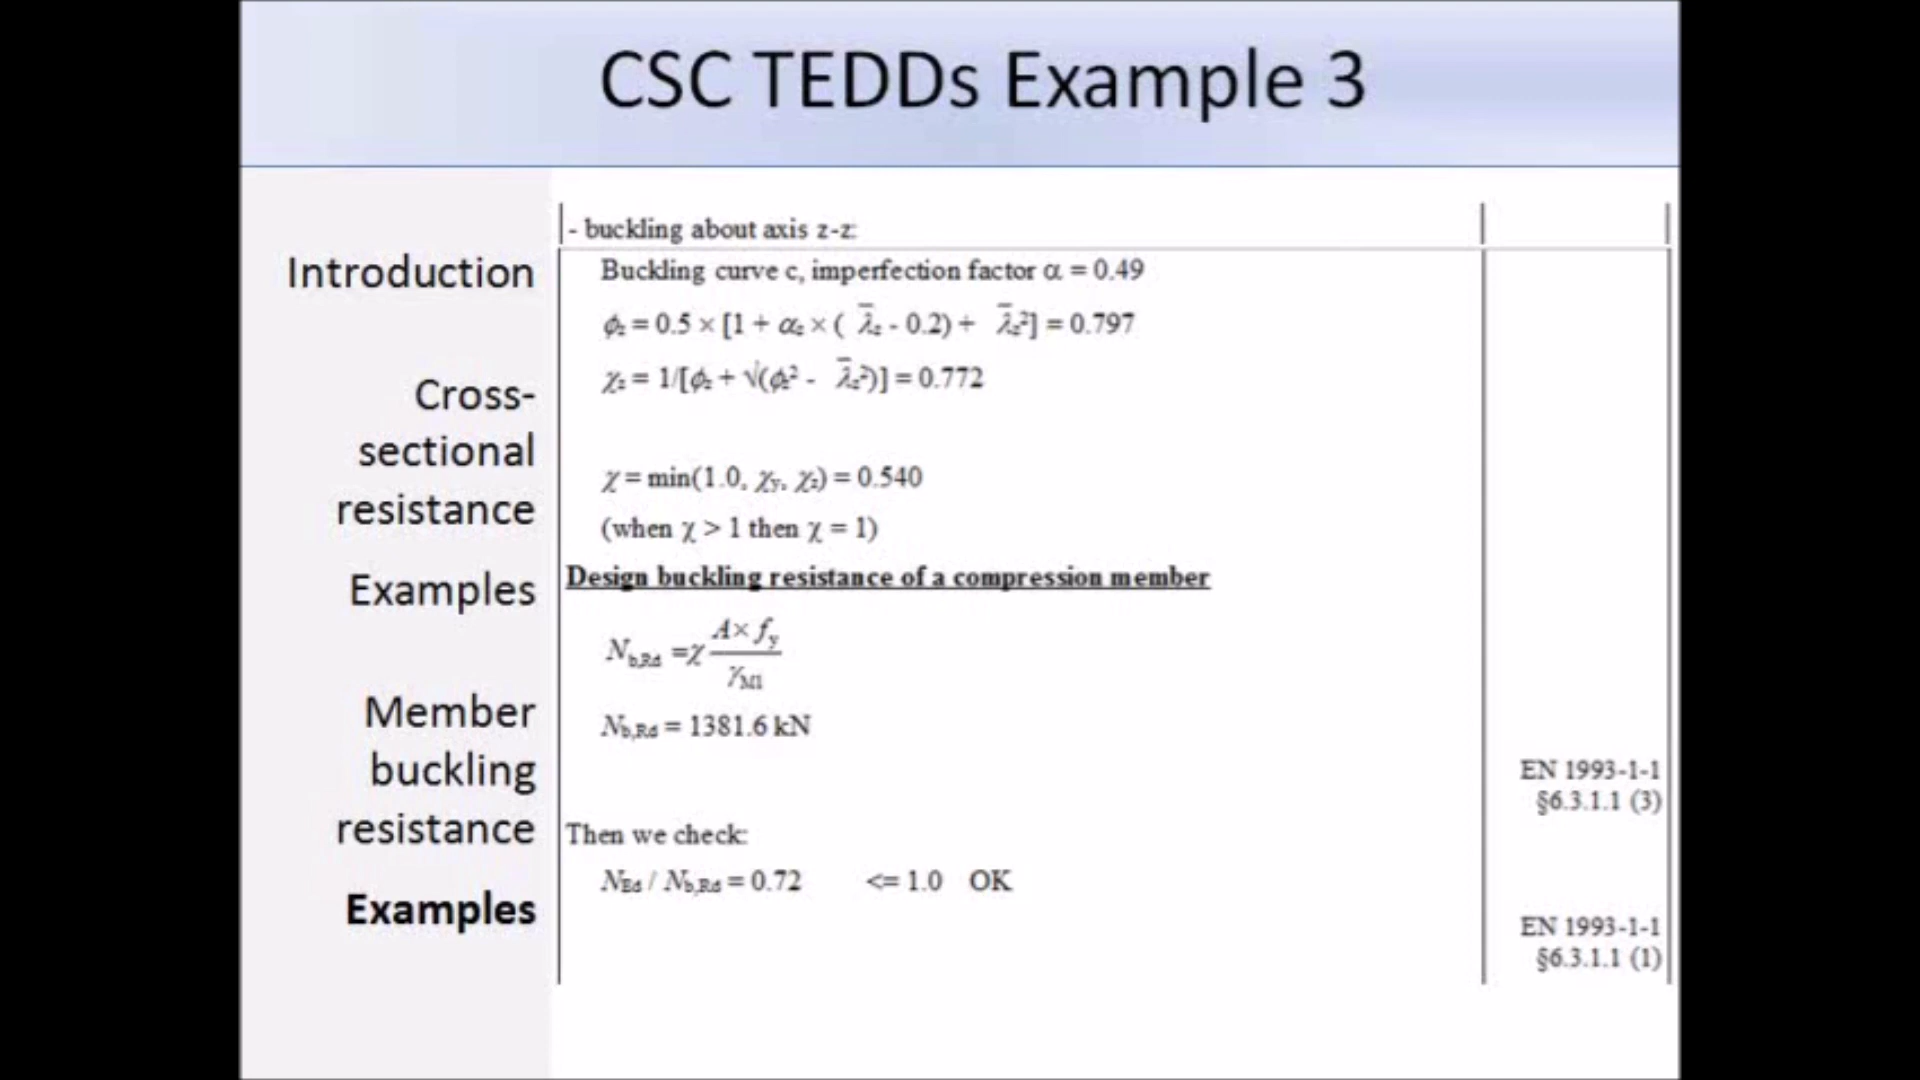 CSC TEDDs Example 3
Introduction
Cross-
sectional
resistance
Examples
Member
buckling
resistance
Examples
- buckling about axis z-z:
Buckling curve c, imperfection factor α = 0.49
ϕz = 0.5 × [1 + αz × ( λ̄z - 0.2) + λ̄z²] = 0.797
χz = 1/[ϕz + √(ϕz² - λ̄z²)] = 0.772
χ = min(1.0, χy, χz) = 0.540
(when χ > 1 then χ = 1)
Design buckling resistance of a compression member
Nb,Rd = χ A × fy / γM1
Nb,Rd = 1381.6 kN
EN 1993-1-1
§6.3.1.1 (3)
Then we check:
NEd / Nb,Rd = 0.72 <= 1.0 OK
EN 1993-1-1
§6.3.1.1 (1)